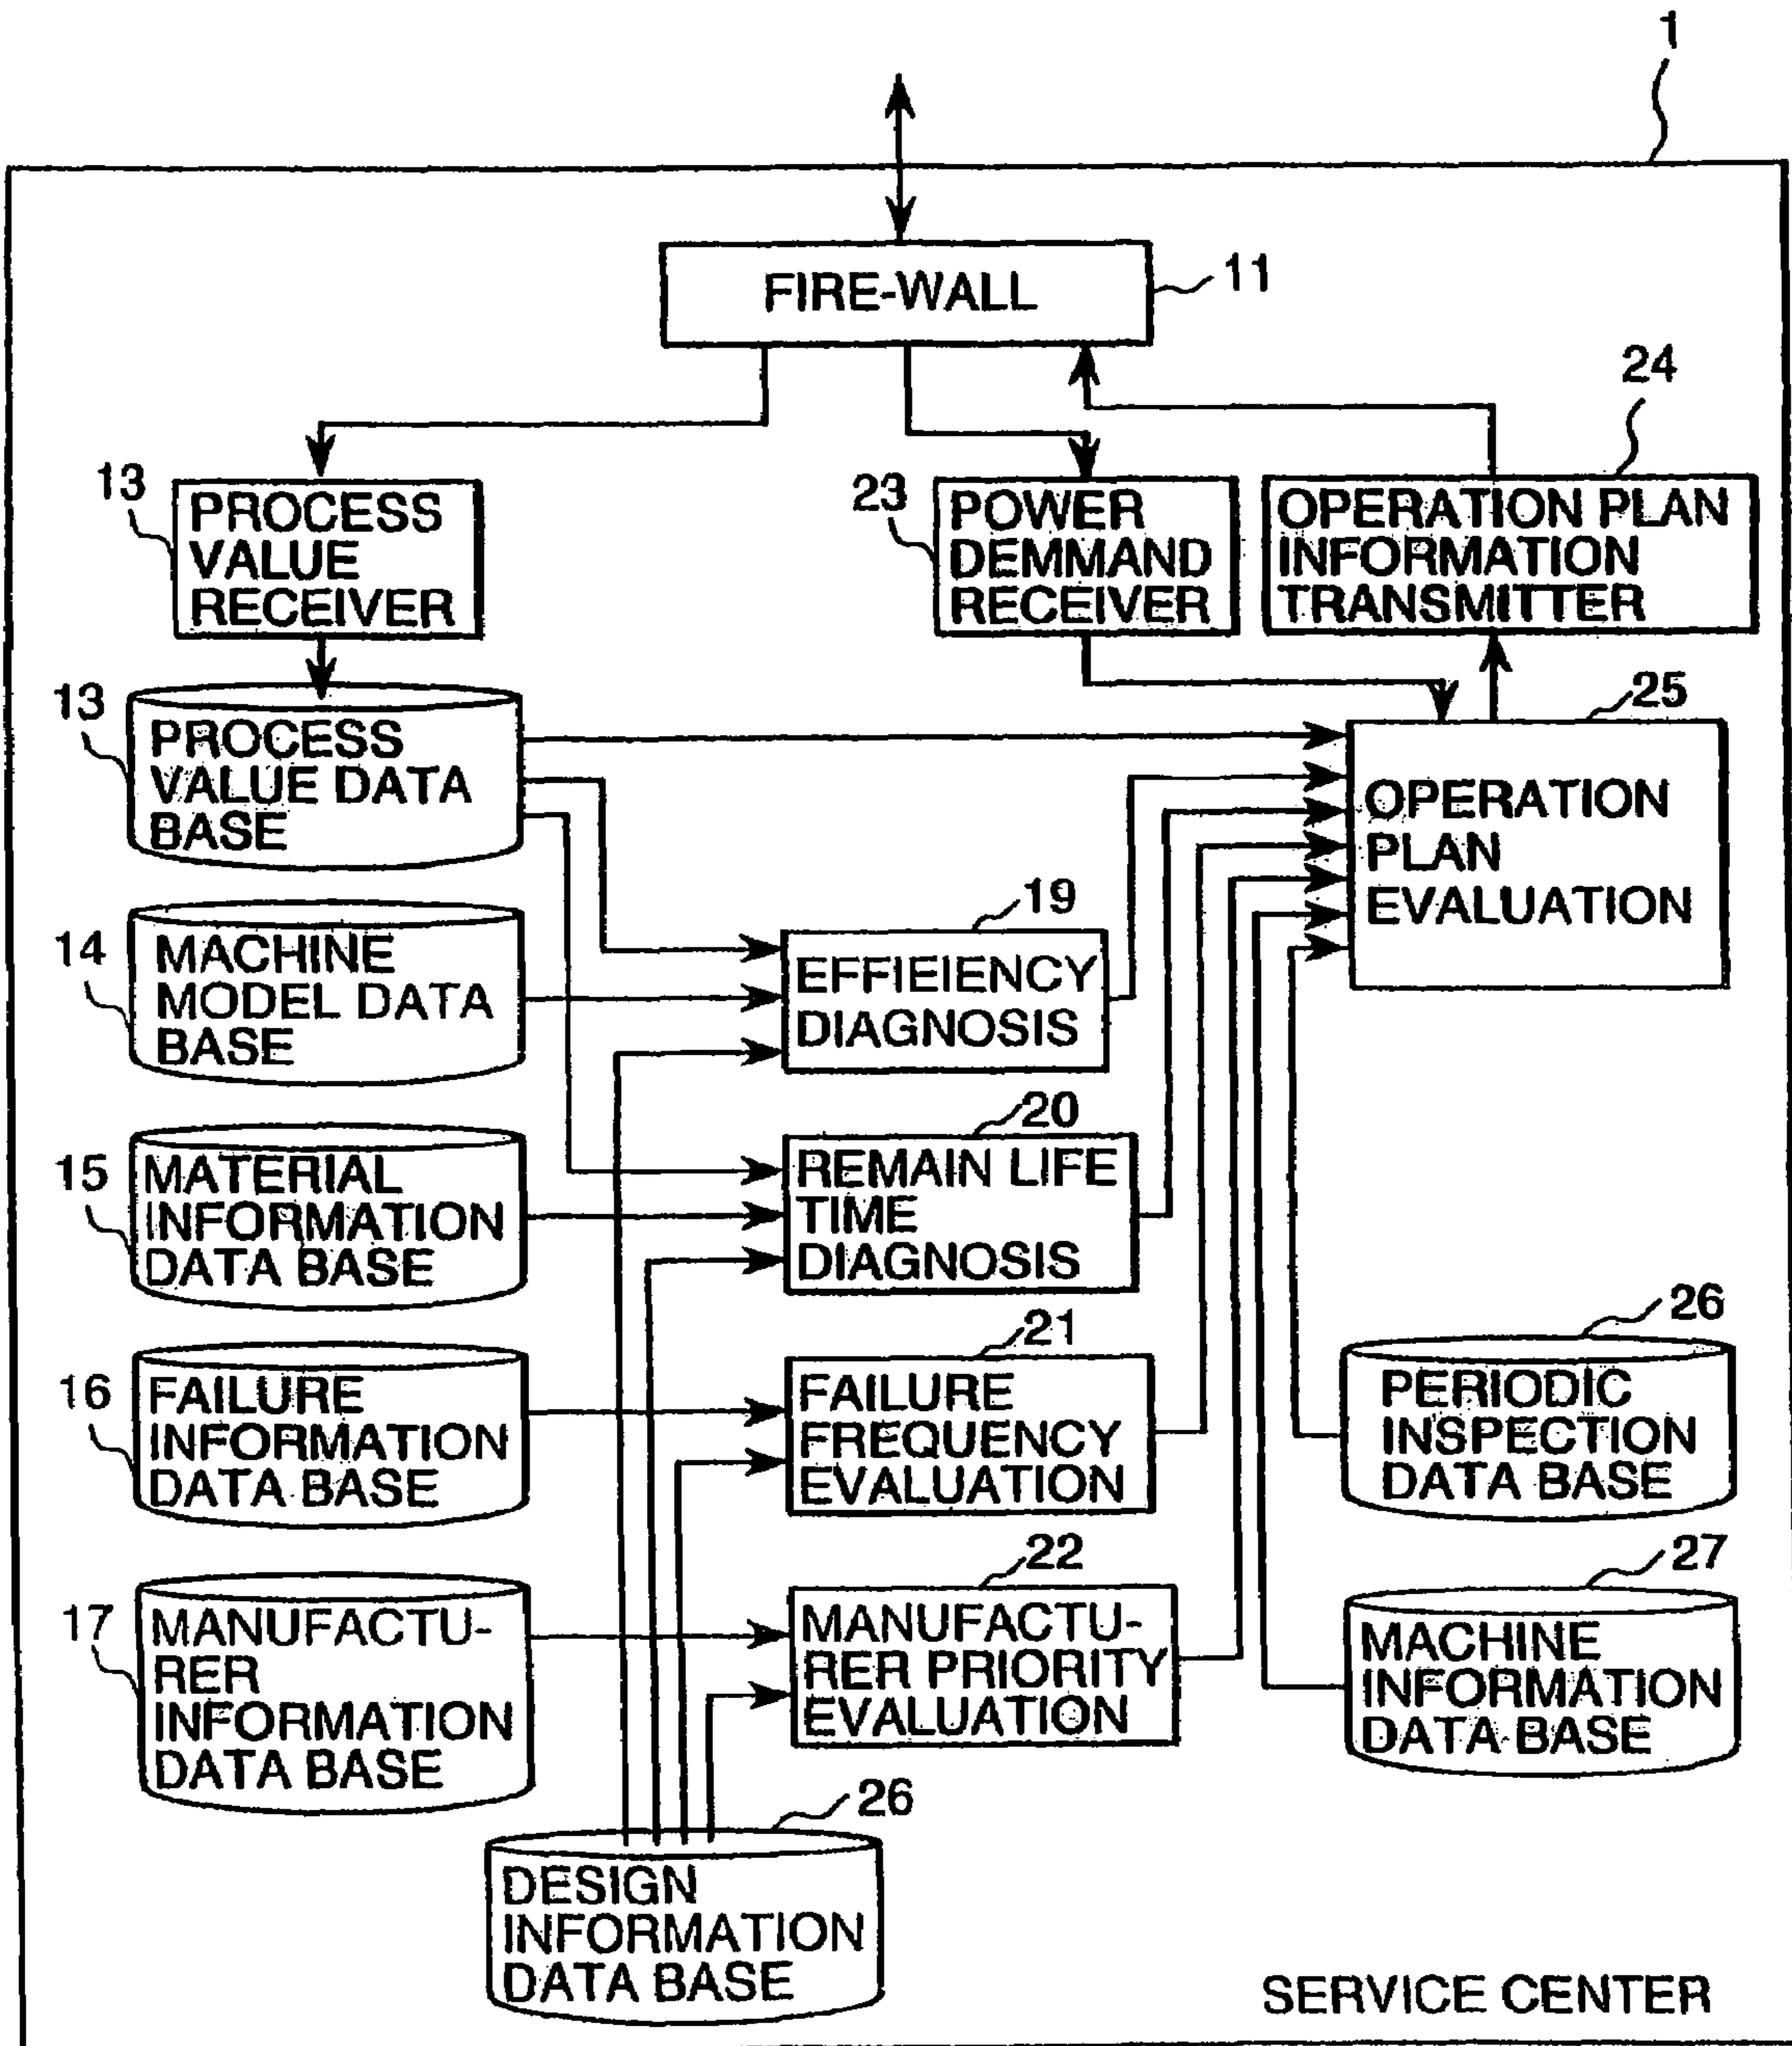 1
FIRE-WALL
11
24
13
PROCESS
VALUE
RECEIVER
23
POWER
DEMMAND
RECEIVER
OPERATION PLAN
INFORMATION
TRANSMITTER
13
PROCESS
VALUE DATA
BASE
25
OPERATION
PLAN
EVALUATION
14
MACHINE
MODEL DATA
BASE
19
EFFIEIENCY
DIAGNOSIS
15
MATERIAL
INFORMATION
DATA BASE
20
REMAIN LIFE
TIME
DIAGNOSIS
16
FAILURE
INFORMATION
DATA BASE
21
FAILURE
FREQUENCY
EVALUATION
26
PERIODIC
INSPECTION
DATA BASE
17
MANUFACTU-
RER
INFORMATION
DATA BASE
22
MANUFACTU-
RER PRIORITY
EVALUATION
27
MACHINE
INFORMATION
DATA BASE
26
DESIGN
INFORMATION
DATA BASE
SERVICE CENTER